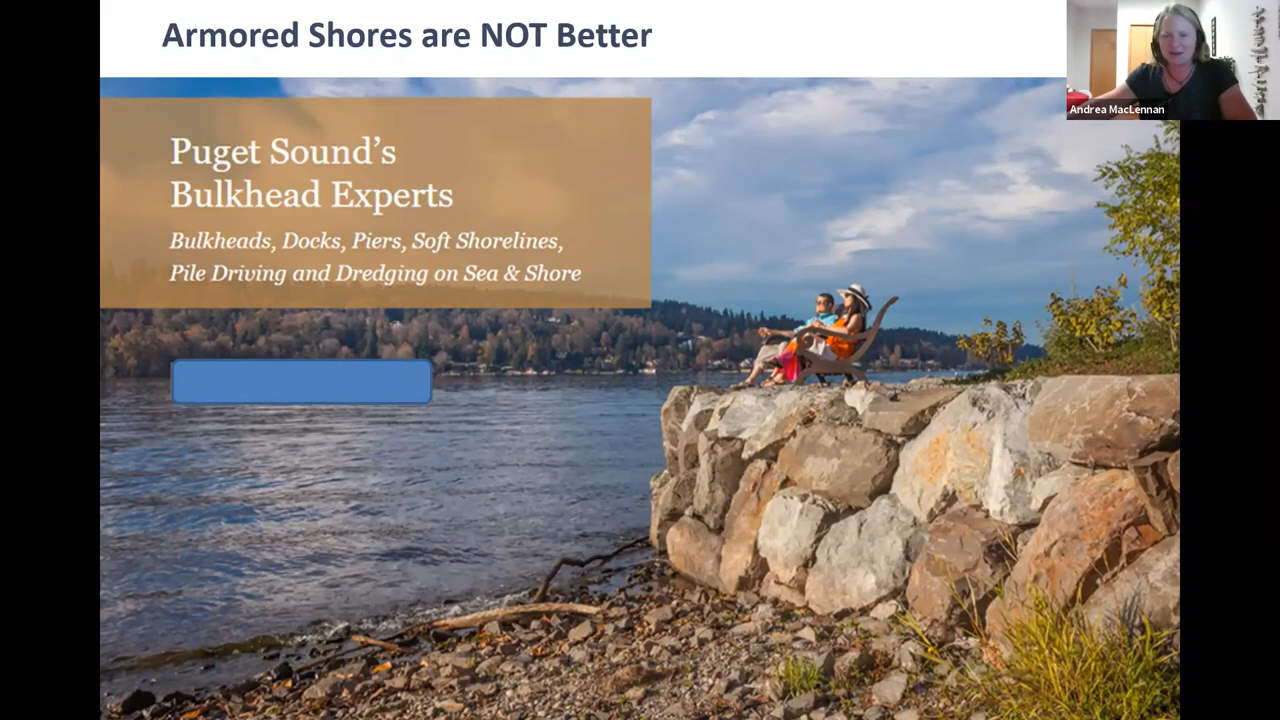 Armored Shores are NOT Better
Andrea MacLennan
Puget Sound’s
Bulkhead Experts
Bulkheads, Docks, Piers, Soft Shorelines,
Pile Driving and Dredging on Sea & Shore